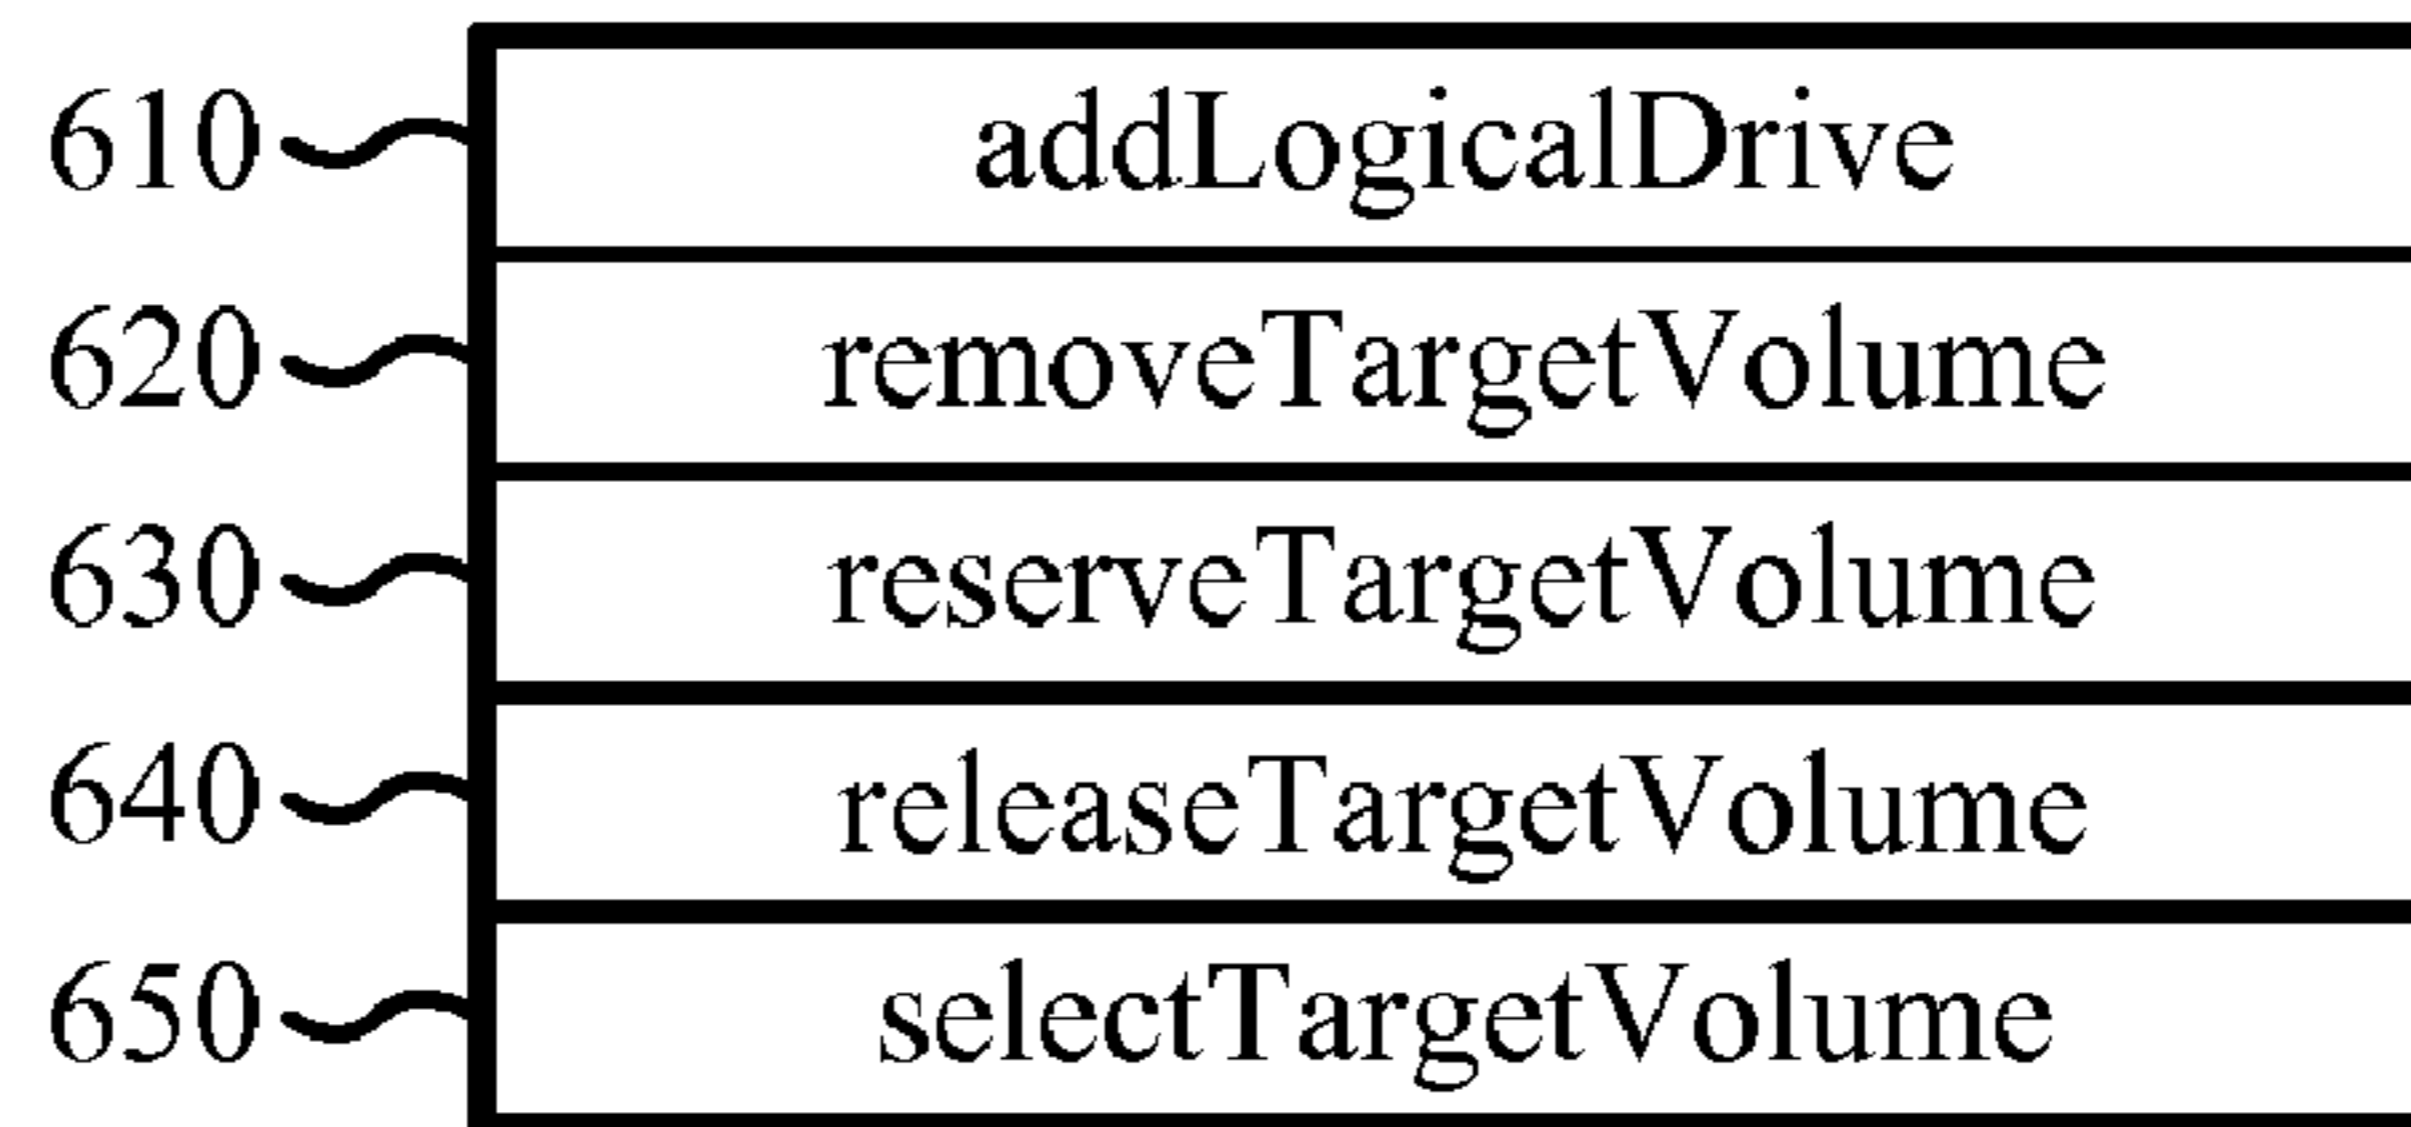 610 addLogicalDrive
620 removeTargetVolume
630 reserveTargetVolume
640 releaseTargetVolume
650 selectTargetVolume